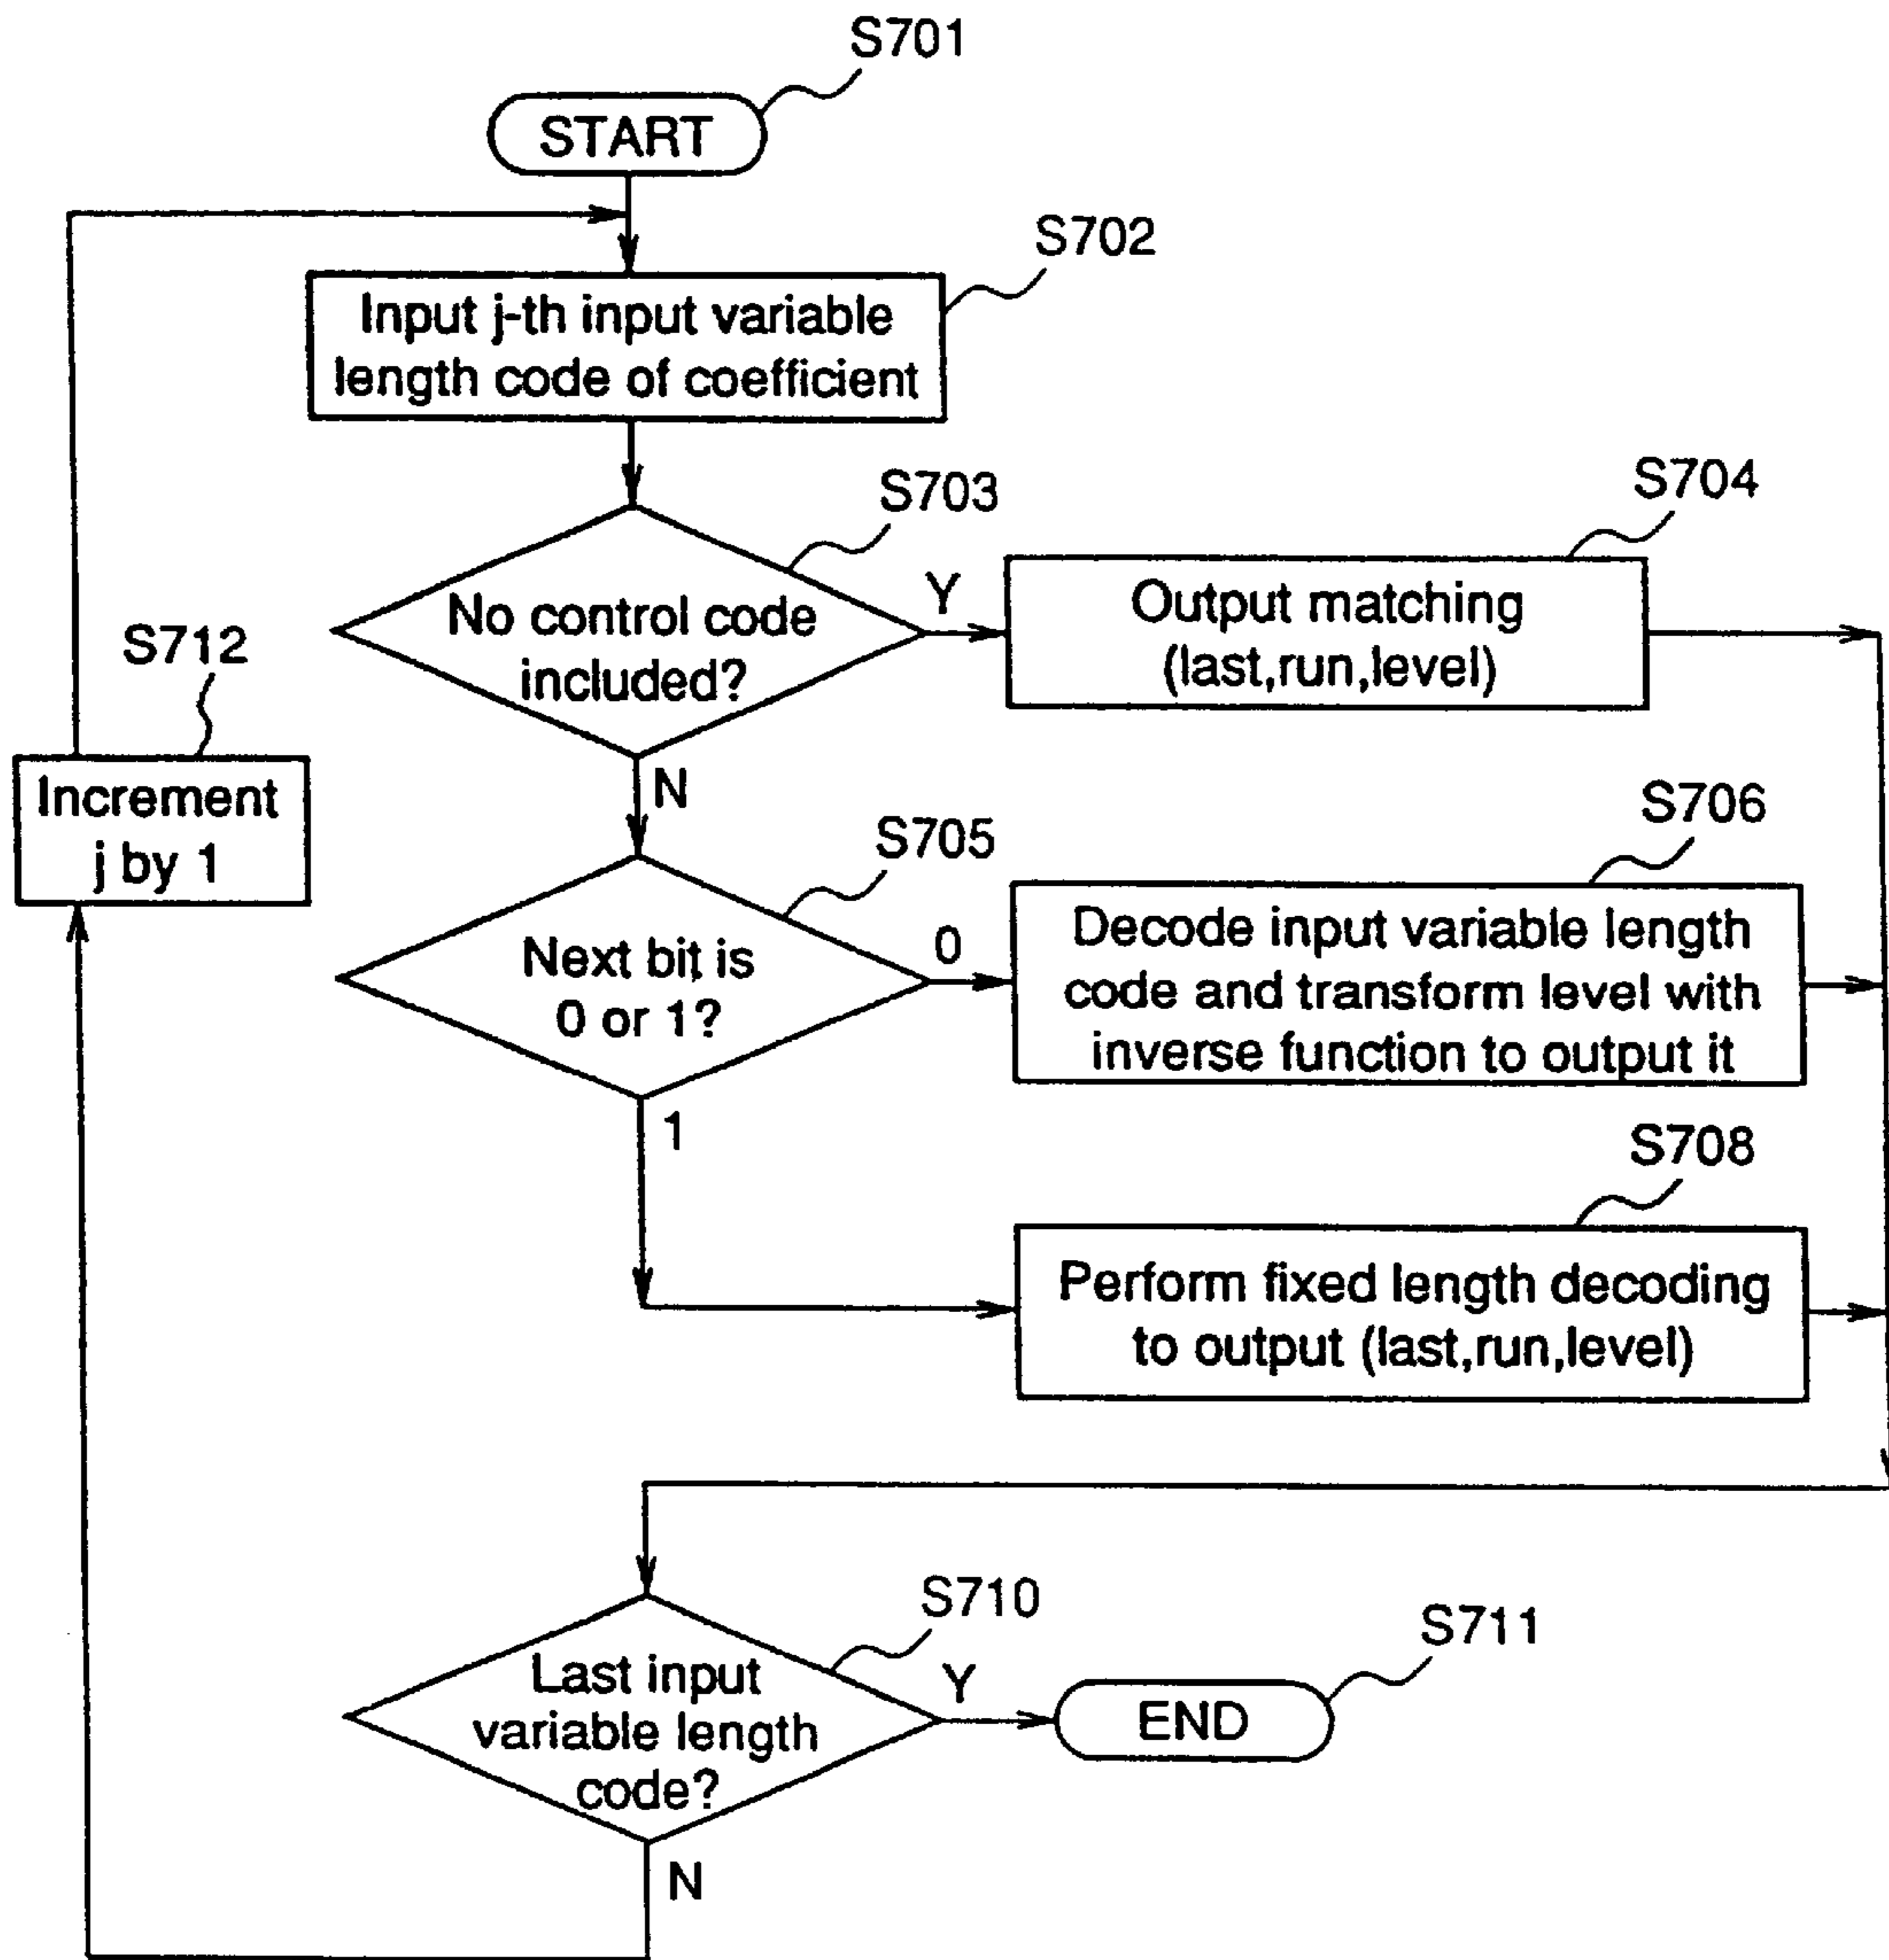 S701
START
S702
Input j-th input variable
length code of coefficient
S703
No control code
included?
Y
N
S704
Output matching
(last,run,level)
S712
Increment
j by 1
S705
Next bit is
0 or 1?
0
1
S706
Decode input variable length
code and transform level with
inverse function to output it
S708
Perform fixed length decoding
to output (last,run,level)
S710
Last input
variable length
code?
Y
N
S711
END